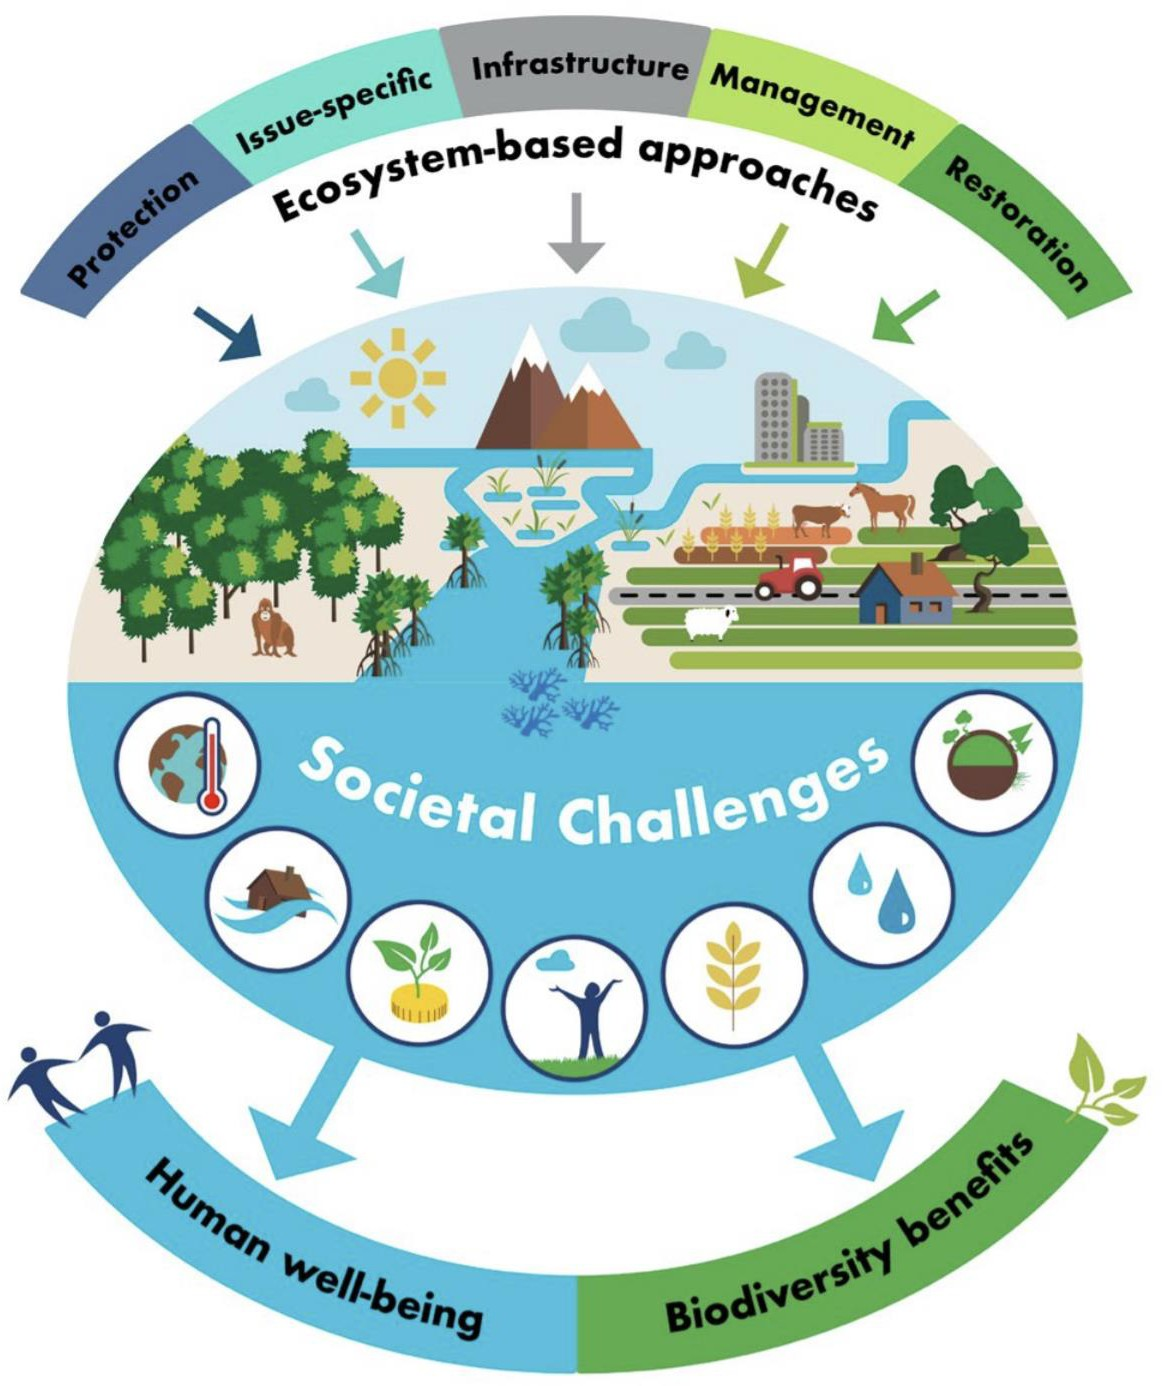 Protection
Issue-specific
Infrastructure
Management
Restoration
Ecosystem-based approaches
Societal Challenges
Human well-being
Biodiversity benefits